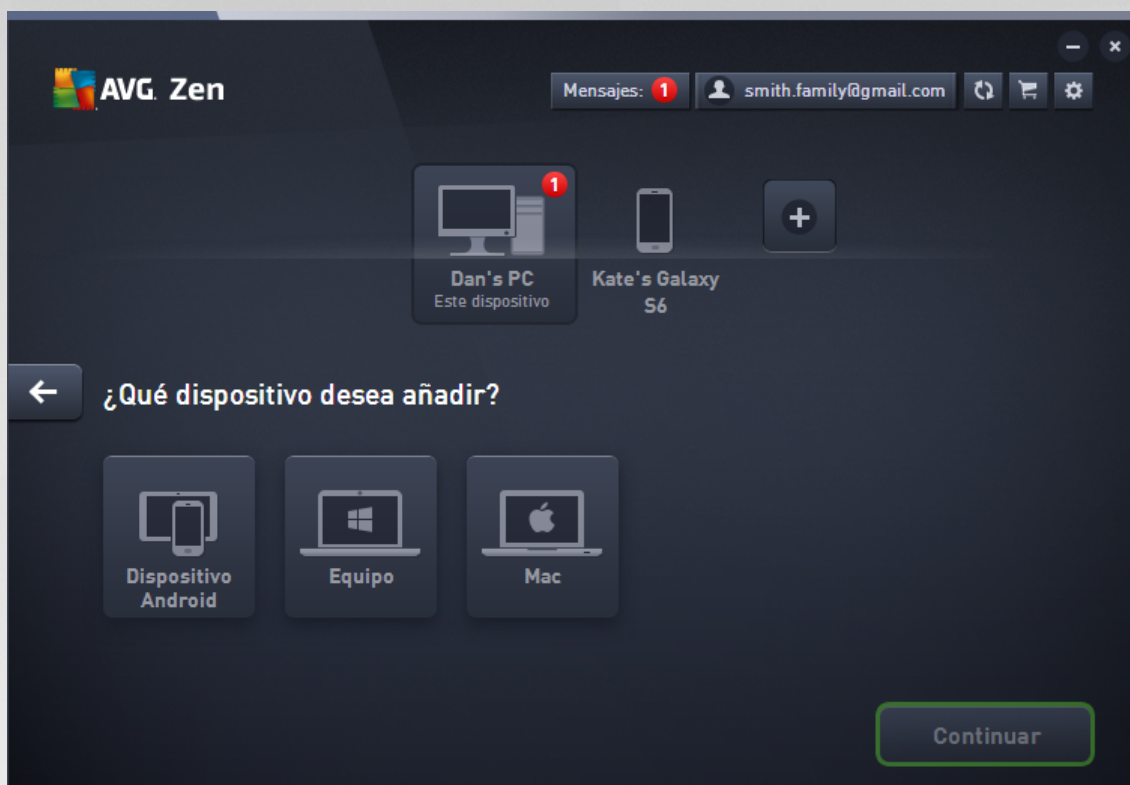 AVG. Zen
Mensajes: 1
smith.family@gmail.com
1
Dan's PC
Este dispositivo
Kate's Galaxy
S6
¿Qué dispositivo desea añadir?
Dispositivo
Android
Equipo
Mac
Continuar